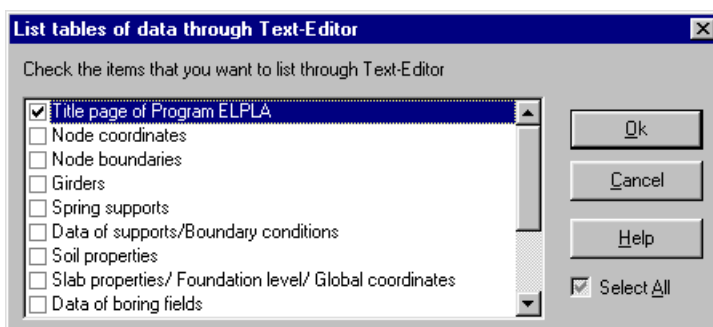 List tables of data through Text-Editor
Check the items that you want to list through Text-Editor
Title page of Program ELPLA
Node coordinates
Node boundaries
Girders
Spring supports
Data of supports/Boundary conditions
Soil properties
Slab properties/ Foundation level/ Global coordinates
Data of boring fields
Ok
Cancel
Help
Select All